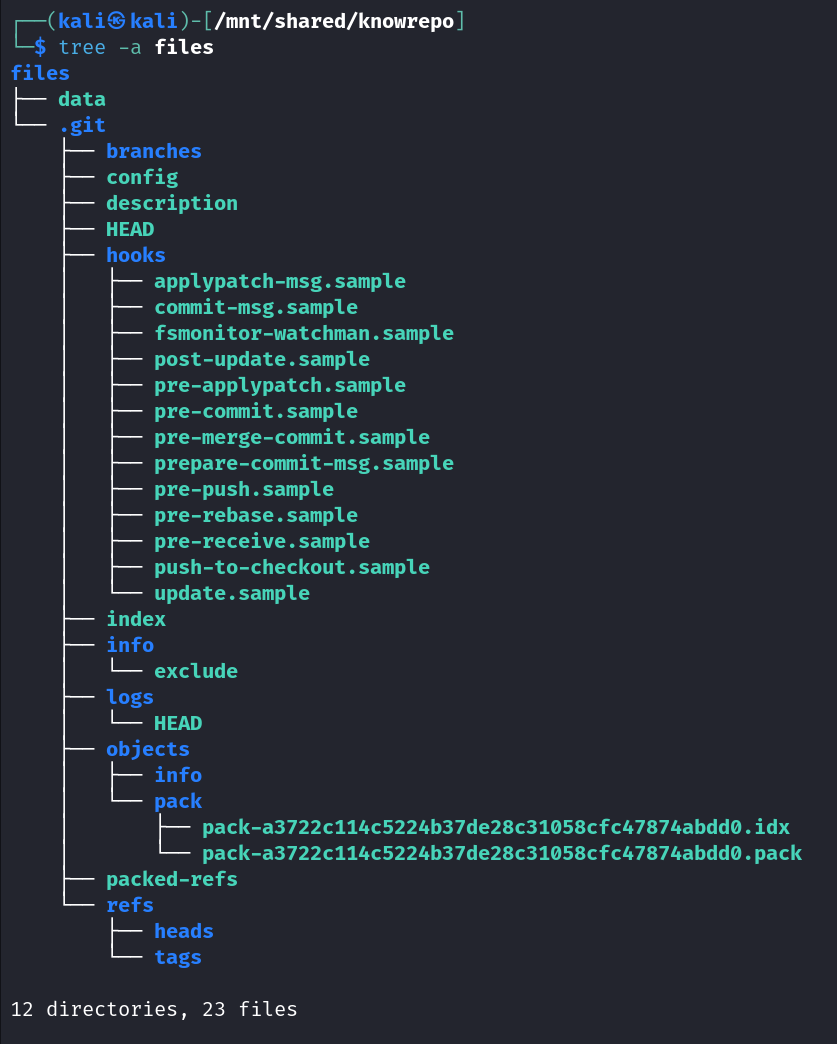 ┌──(kali㉿kali)-[/mnt/shared/knowrepo]
└─$ tree -a files
files
├── data
└── .git
    ├── branches
    ├── config
    ├── description
    ├── HEAD
    ├── hooks
    │   ├── applypatch-msg.sample
    │   ├── commit-msg.sample
    │   ├── fsmonitor-watchman.sample
    │   ├── post-update.sample
    │   ├── pre-applypatch.sample
    │   ├── pre-commit.sample
    │   ├── pre-merge-commit.sample
    │   ├── prepare-commit-msg.sample
    │   ├── pre-push.sample
    │   ├── pre-rebase.sample
    │   ├── pre-receive.sample
    │   ├── push-to-checkout.sample
    │   └── update.sample
    ├── index
    ├── info
    │   └── exclude
    ├── logs
    │   └── HEAD
    ├── objects
    │   ├── info
    │   └── pack
    │       ├── pack-a3722c114c5224b37de28c31058cfc47874abdd0.idx
    │       └── pack-a3722c114c5224b37de28c31058cfc47874abdd0.pack
    ├── packed-refs
    └── refs
        ├── heads
        └── tags

12 directories, 23 files